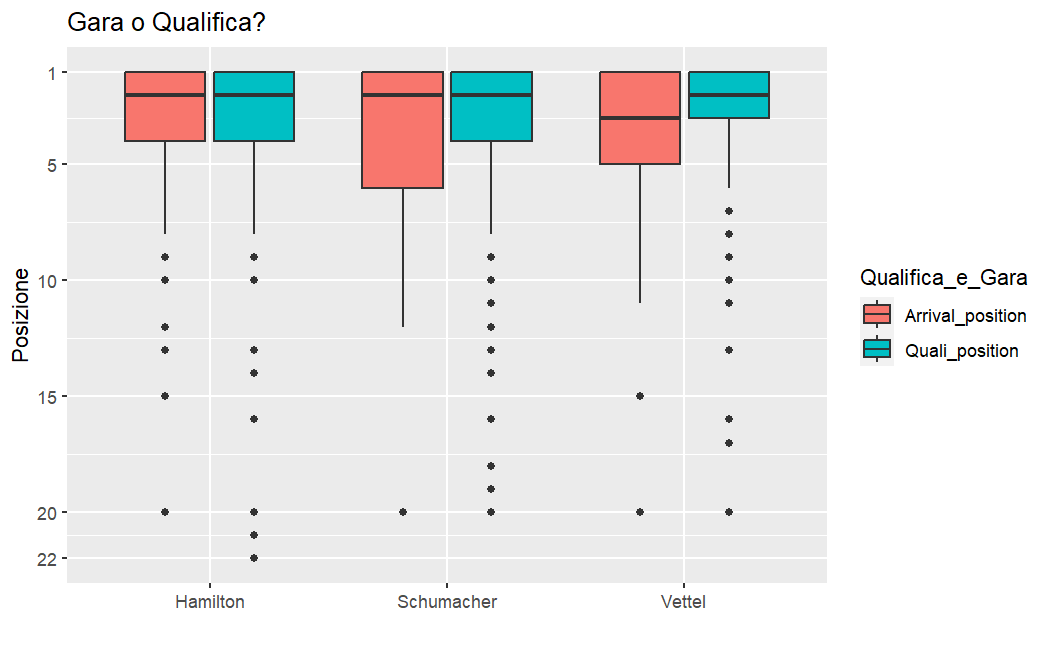 Gara o Qualifica?
Posizione
1
5
10
15
20
22
Hamilton
Schumacher
Vettel
Qualifica_e_Gara
Arrival_position
Quali_position